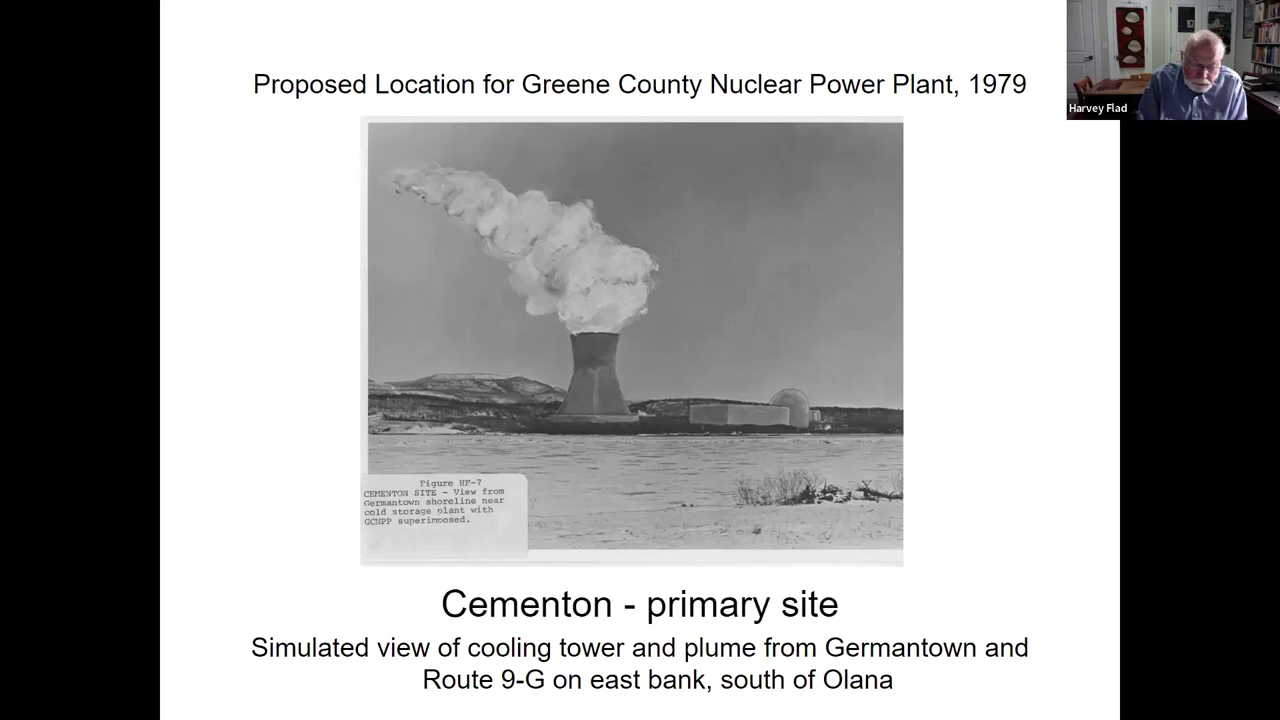 Proposed Location for Greene County Nuclear Power Plant, 1979
Harvey Flad
Figure HF-7
CEMENTON SITE - View from
Germantown shoreline near
cold storage plant with
GCNPP superimposed.
Cementon - primary site
Simulated view of cooling tower and plume from Germantown and
Route 9-G on east bank, south of Olana